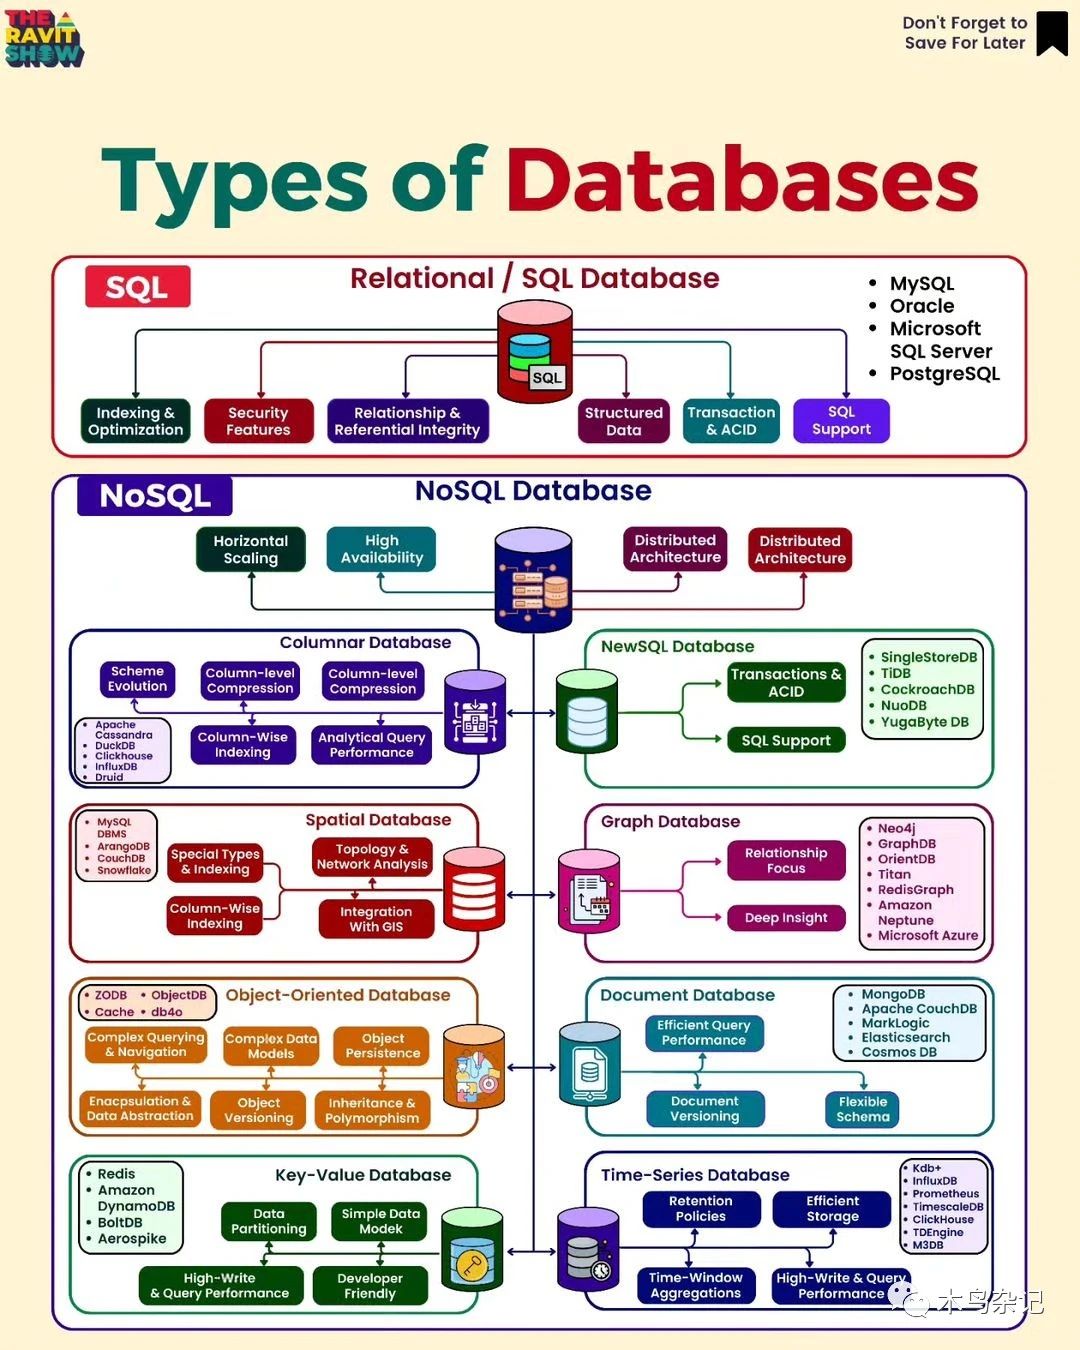 THE
RAVIT
SHOW
Don't Forget to
Save For Later
Types of Databases
SQL
Relational / SQL Database
• MySQL
• Oracle
• Microsoft
SQL Server
• PostgreSQL
SQL
Indexing &
Optimization
Security
Features
Relationship &
Referential Integrity
Structured
Data
Transaction
& ACID
SQL
Support
NoSQL
NoSQL Database
Horizontal
Scaling
High
Availability
Distributed
Architecture
Distributed
Architecture
Columnar Database
Scheme
Evolution
Column-level
Compression
Column-level
Compression
• Apache
Cassandra
• DuckDB
• Clickhouse
• InfluxDB
• Druid
Column-Wise
Indexing
Analytical Query
Performance
NewSQL Database
Transactions &
ACID
SQL Support
• SingleStoreDB
• TiDB
• CockroachDB
• NuoDB
• YugaByte DB
Spatial Database
• MySQL
DBMS
• ArangoDB
• CouchDB
• Snowflake
Special Types
& Indexing
Topology &
Network Analysis
Column-Wise
Indexing
Integration
With GIS
Graph Database
Relationship
Focus
Deep Insight
• Neo4j
• GraphDB
• OrientDB
• Titan
• RedisGraph
• Amazon
Neptune
• Microsoft Azure
• ZODB • ObjectDB
• Cache • db4o
Object-Oriented Database
Complex Querying
& Navigation
Complex Data
Models
Object
Persistence
Enacpsulation &
Data Abstraction
Object
Versioning
Inheritance &
Polymorphism
Document Database
Efficient Query
Performance
Document
Versioning
Flexible
Schema
• MongoDB
• Apache CouchDB
• MarkLogic
• Elasticsearch
• Cosmos DB
Key-Value Database
• Redis
• Amazon
DynamoDB
• BoltDB
• Aerospike
Data
Partitioning
Simple Data
Modek
High-Write
& Query Performance
Developer
Friendly
Time-Series Database
Retention
Policies
Efficient
Storage
Time-Window
Aggregations
High-Write & Query
Performance
• Kdb+
• InfluxDB
• Prometheus
• TimescaleDB
• ClickHouse
• TDEngine
• M3DB
木鸟杂记